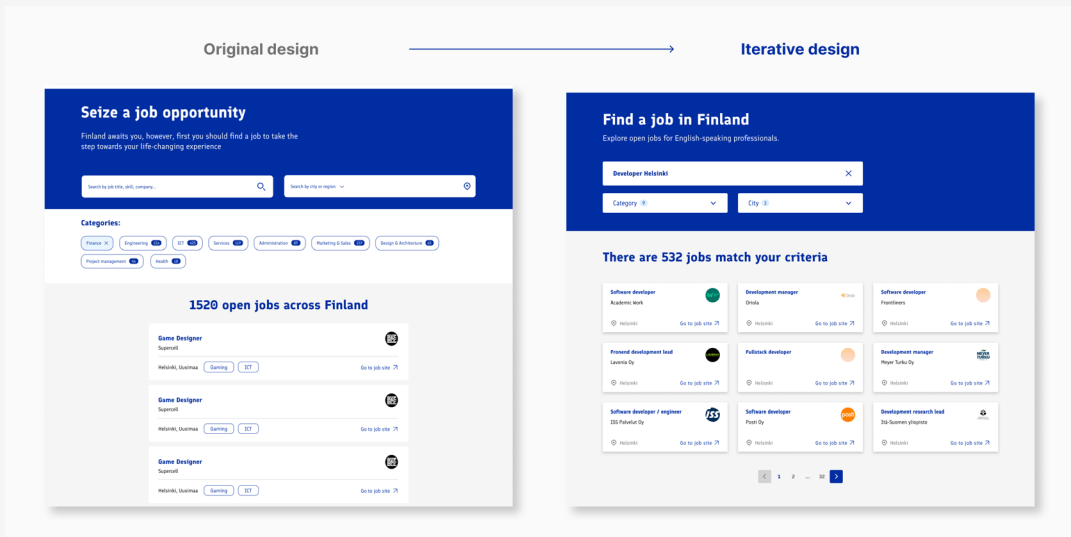 Original design
Iterative design
Seize a job opportunity
Finland awaits you, however, first you should find a job to take the
step towards your life-changing experience
Search by job title, skill, company...
Search by city or region
Categories:
Finance
Engineering
ICT
Services
Administration
Marketing & Sales
Design & Architecture
Project management
Health
1520 open jobs across Finland
Game Designer
Supercell
Helsinki, Uusimaa Gaming ICT Go to job site
Game Designer
Supercell
Helsinki, Uusimaa Gaming ICT Go to job site
Game Designer
Supercell
Helsinki, Uusimaa Gaming ICT Go to job site
Find a job in Finland
Explore open jobs for English-speaking professionals.
Developer Helsinki
Category
City
There are 532 jobs match your criteria
Software developer
Academic Work
Helsinki Go to job site
Development manager
Oriola
Helsinki Go to job site
Software developer
Frontliners
Helsinki Go to job site
Fronend development lead
Lavonia Oy
Helsinki Go to job site
Fullstack developer
Helsinki Go to job site
Development manager
Meyer Turku Oy
MEYER
TURKU
Helsinki Go to job site
Software developer / engineer
ISS Palvelut Oy
ISS
Helsinki Go to job site
Software developer
Posti Oy
posti
Helsinki Go to job site
Development research lead
Itä-Suomen yliopisto
Helsinki Go to job site
1 2 ... 32